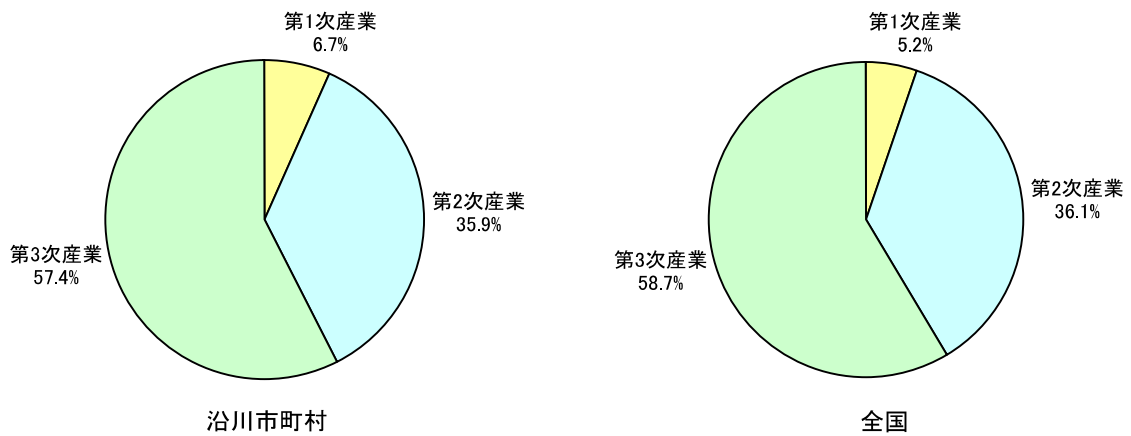 第1次産業
6.7%
第2次産業
35.9%
第3次産業
57.4%
沿川市町村
第1次産業
5.2%
第2次産業
36.1%
第3次産業
58.7%
全国